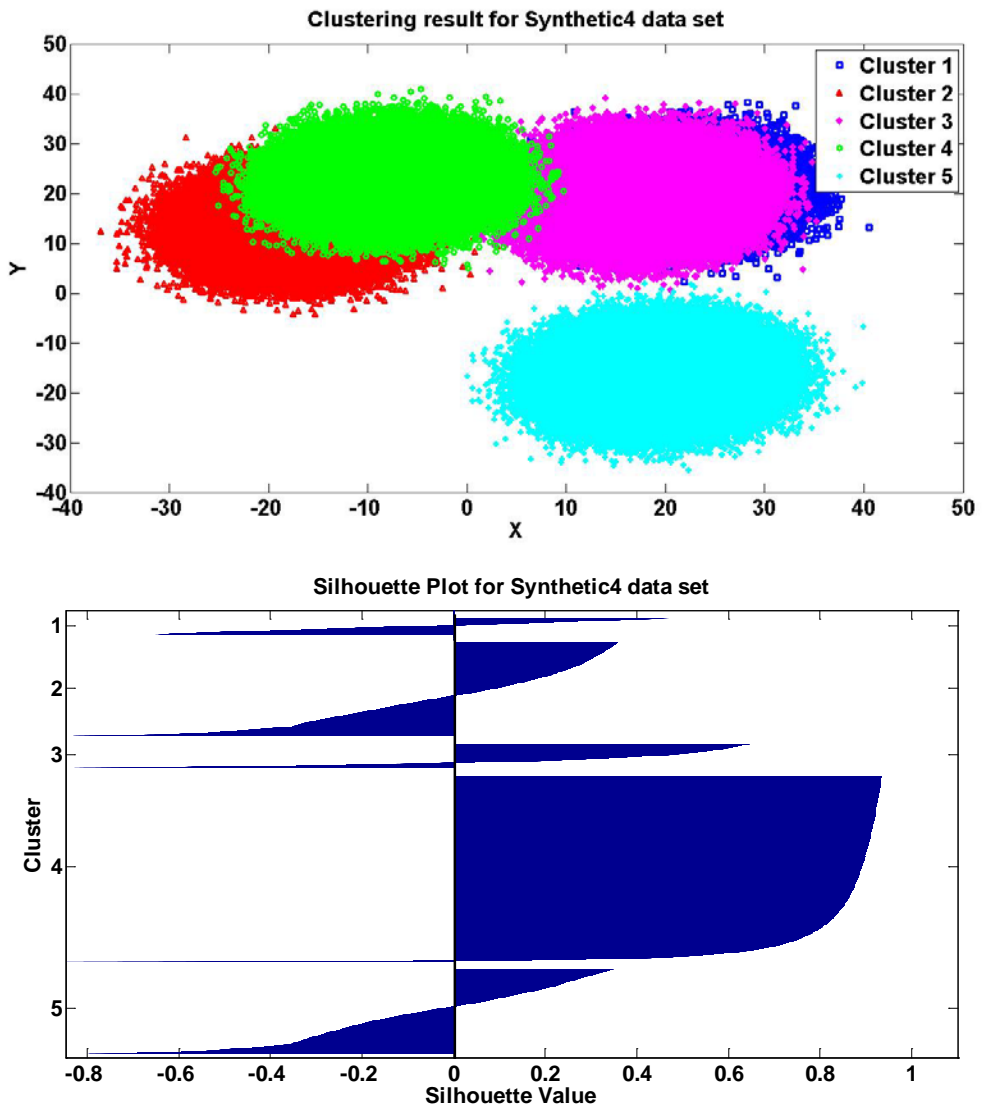 Clustering result for Synthetic4 data set
50
40
30
20
10
0
-10
-20
-30
-40
Y
-40 -30 -20 -10 0 10 20 30 40 50
X
Cluster 1
Cluster 2
Cluster 3
Cluster 4
Cluster 5
Silhouette Plot for Synthetic4 data set
1
2
3
4
5
Cluster
-0.8 -0.6 -0.4 -0.2 0 0.2 0.4 0.6 0.8 1
Silhouette Value